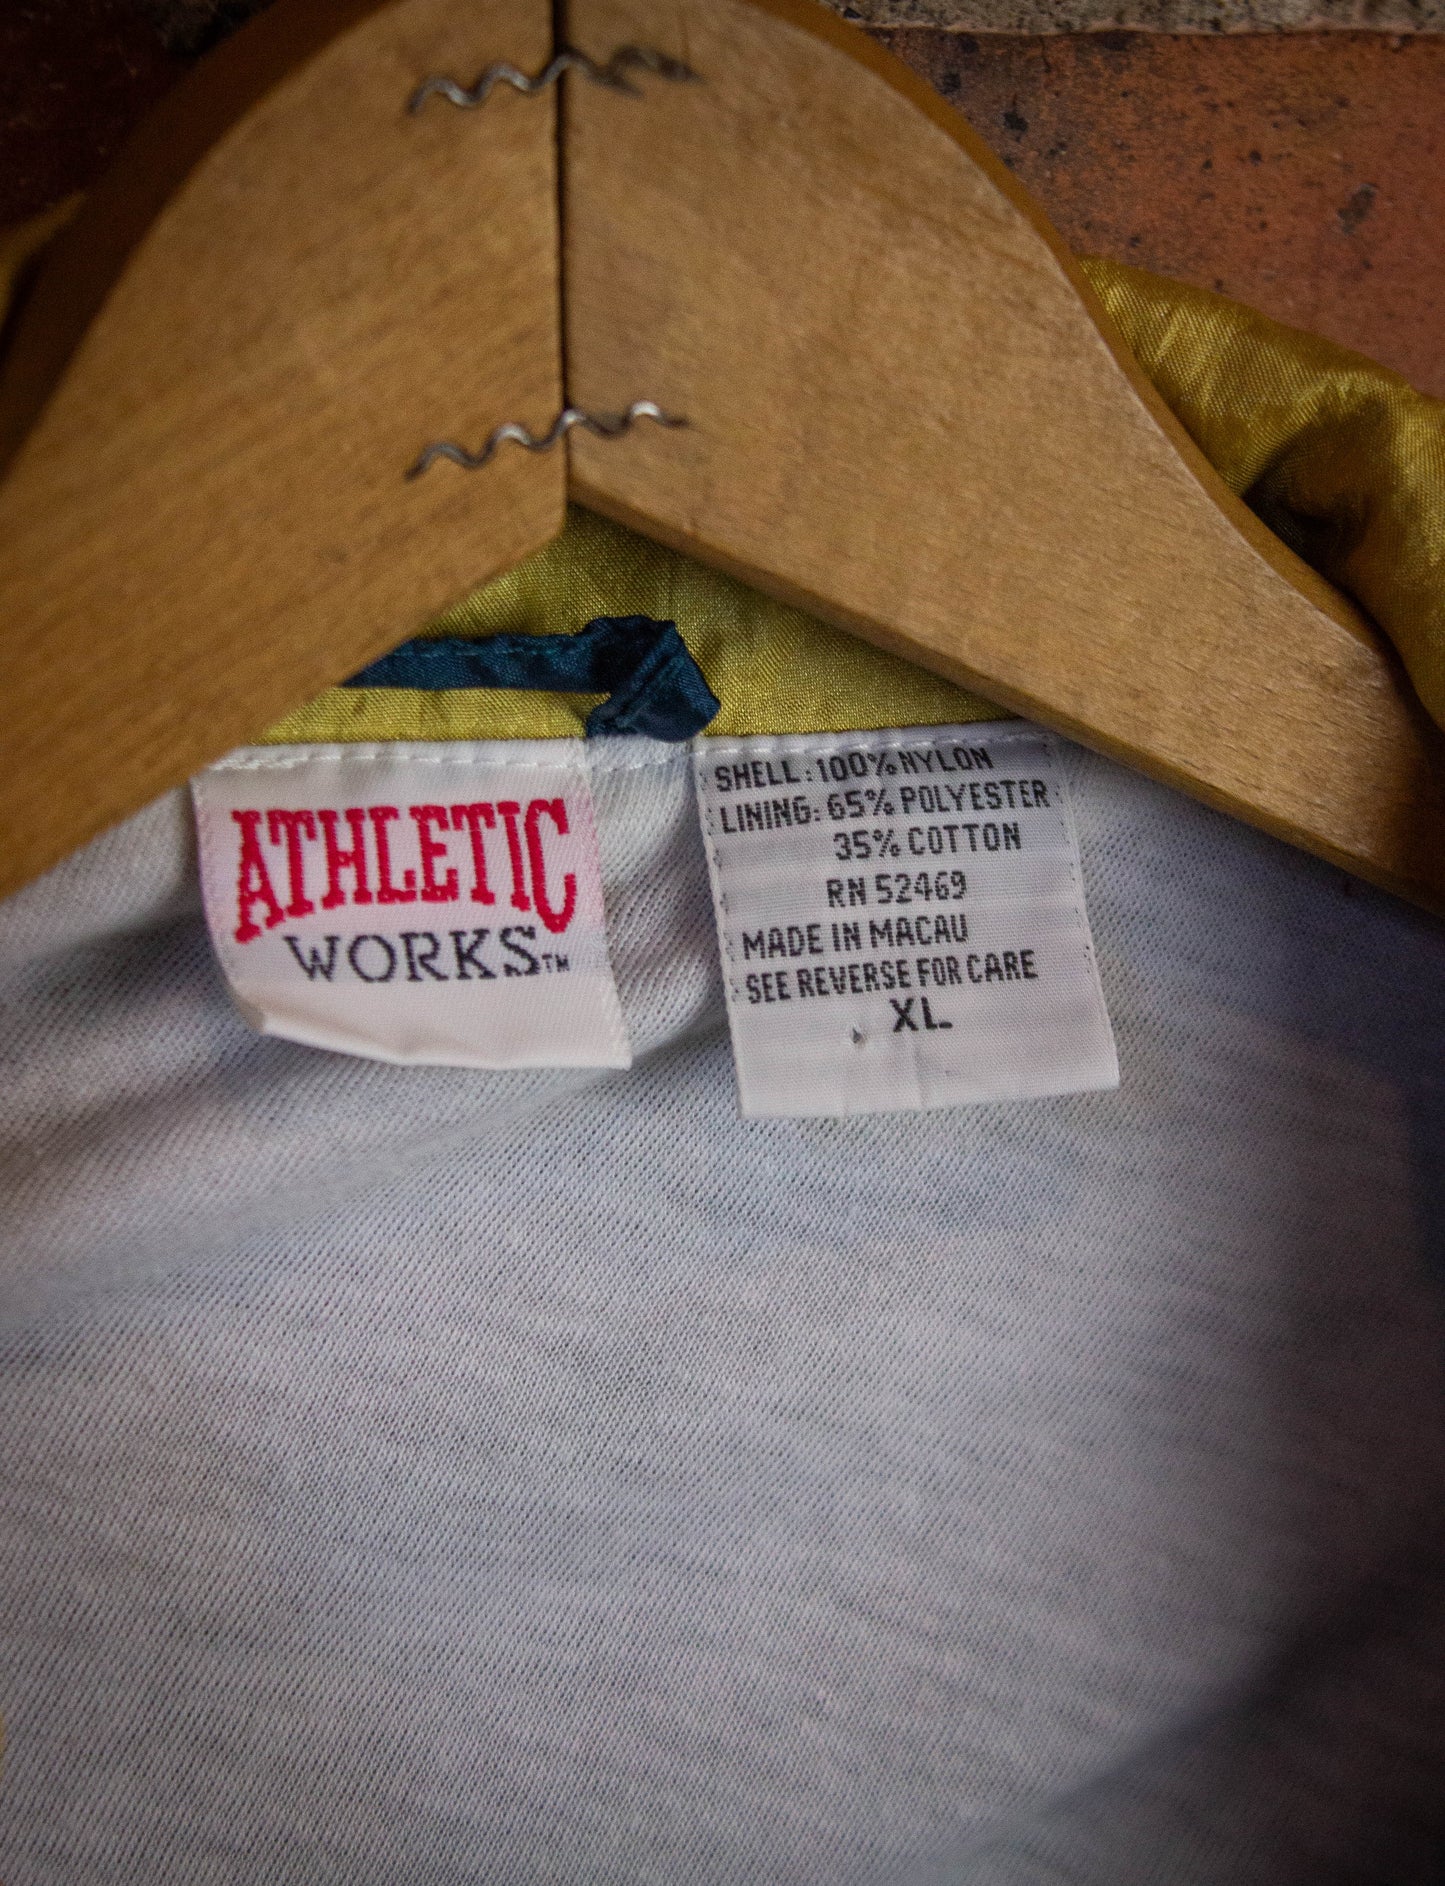 ATHLETIC
WORKS™
SHELL: 100% NYLON
LINING: 65% POLYESTER
35% COTTON
RN 52469
MADE IN MACAU
SEE REVERSE FOR CARE
XL